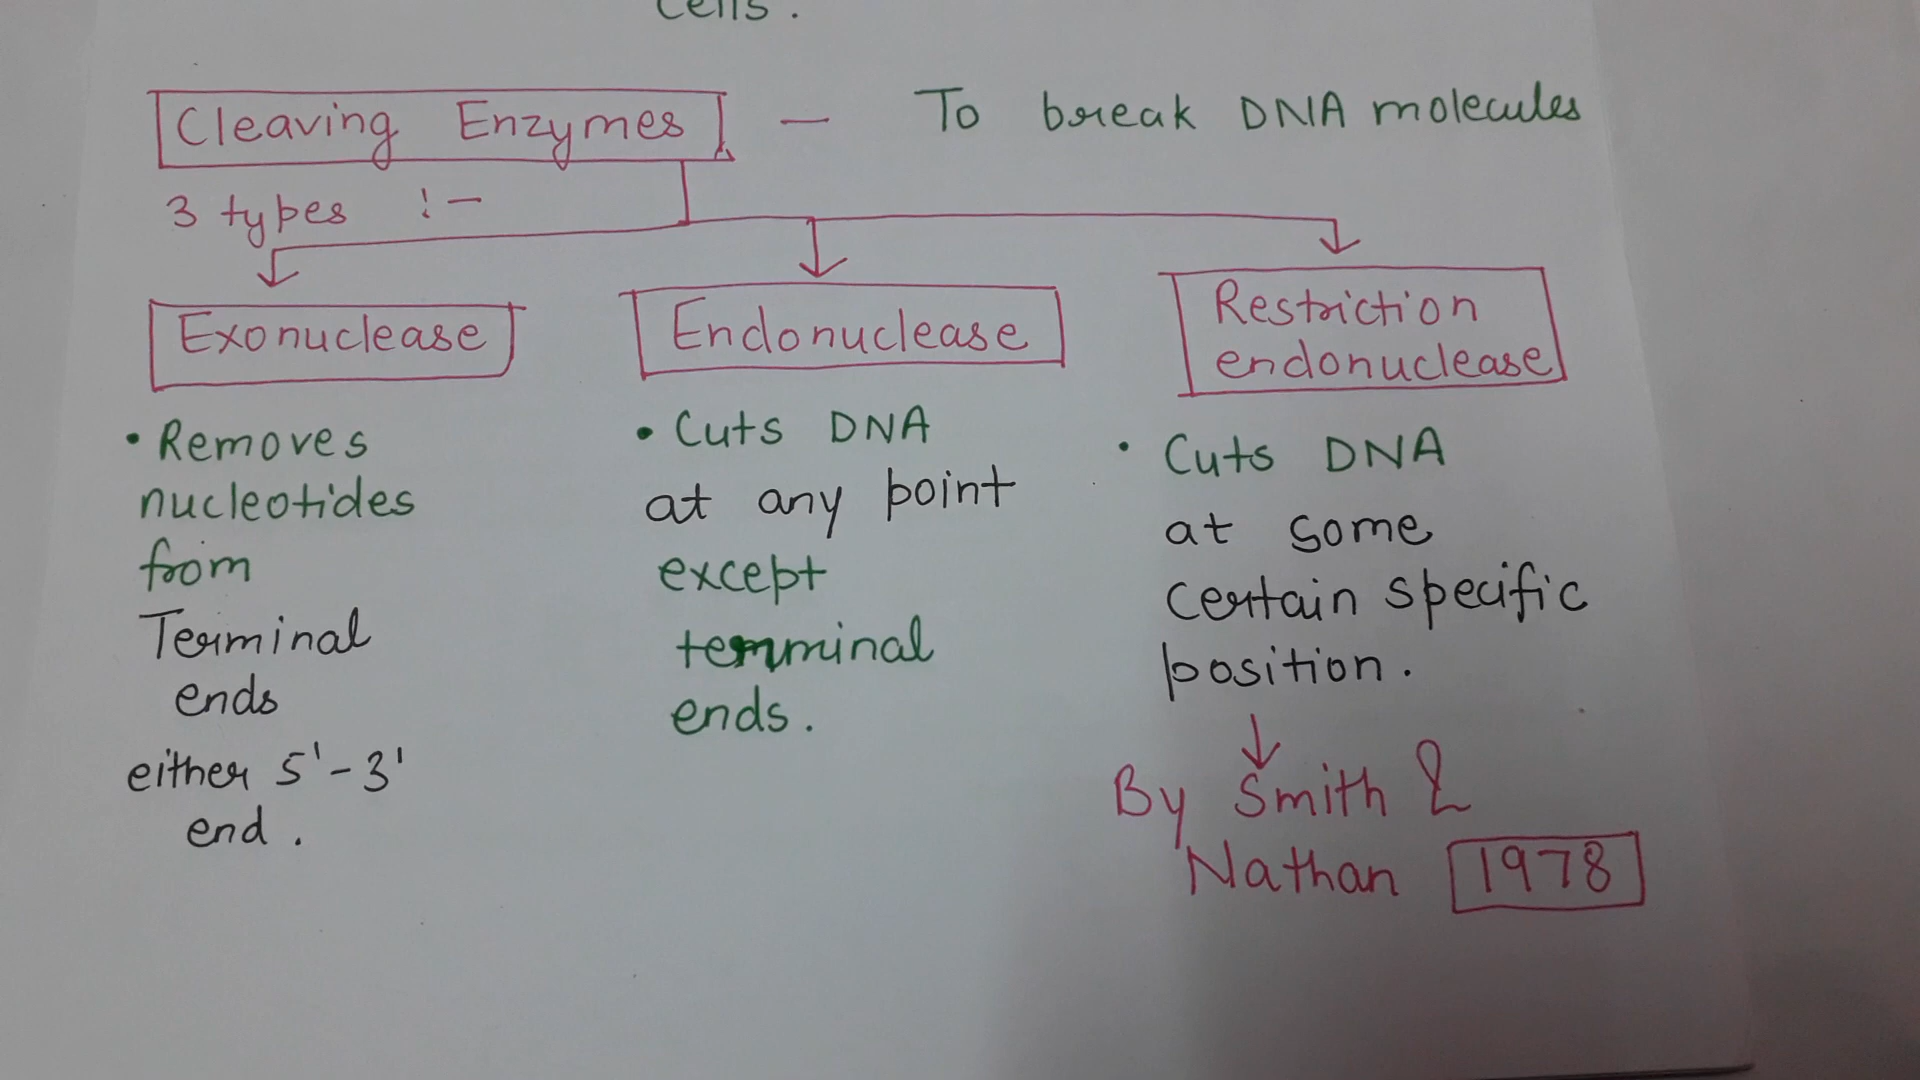 cells.
Cleaving Enzymes — To break DNA molecules
3 types :-
Exonuclease
• Removes
nucleotides
from
Terminal
ends
either 5'-3'
end.
Endonuclease
• Cuts DNA
at any point
except
terminal
ends.
Restriction
endonuclease
• Cuts DNA
at some
certain specific
position.
By Smith &
Nathan 1978